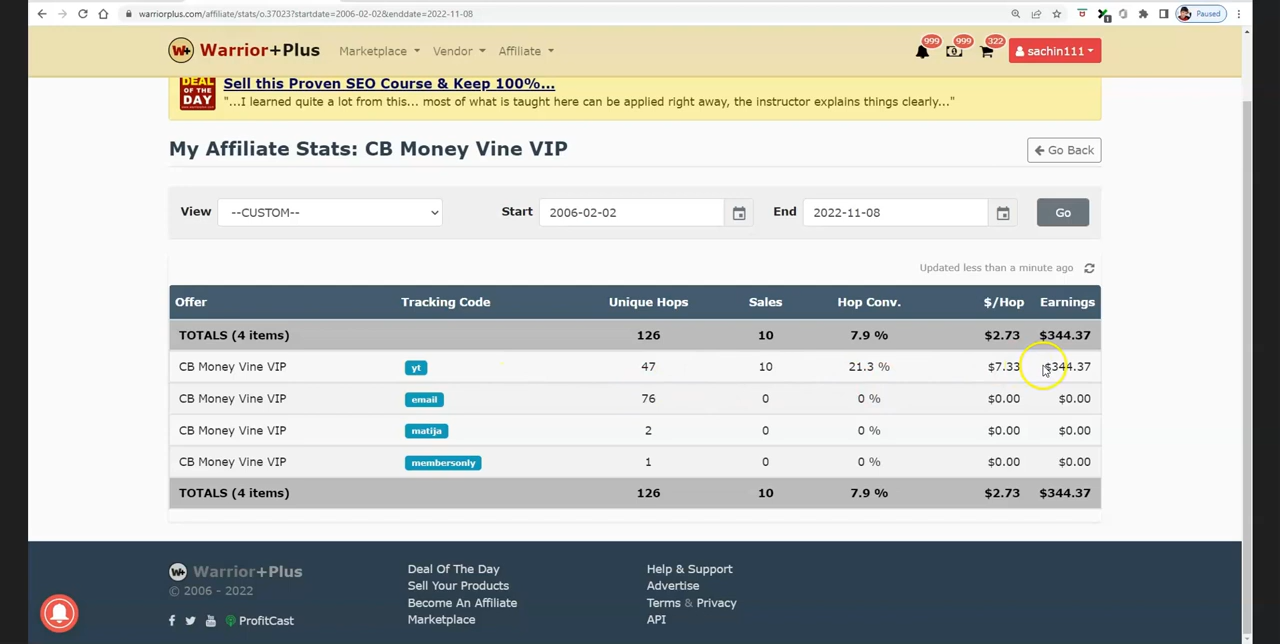 warriorplus.com/affiliate/stats/o.37023?startdate=2006-02-02&enddate=2022-11-08
1
Paused
W+ Warrior+Plus Marketplace Vendor Affiliate 999 999 322 sachin111
DEAL OF THE DAY
Sell this Proven SEO Course & Keep 100%...
"...I learned quite a lot from this... most of what is taught here can be applied right away, the instructor explains things clearly..."
My Affiliate Stats: CB Money Vine VIP Go Back
View --CUSTOM-- Start 2006-02-02 End 2022-11-08 Go
Updated less than a minute ago
Offer Tracking Code Unique Hops Sales Hop Conv. $/Hop Earnings
TOTALS (4 items) 126 10 7.9 % $2.73 $344.37
CB Money Vine VIP yt 47 10 21.3 % $7.33 $344.37
CB Money Vine VIP email 76 0 0 % $0.00 $0.00
CB Money Vine VIP matija 2 0 0 % $0.00 $0.00
CB Money Vine VIP membersonly 1 0 0 % $0.00 $0.00
TOTALS (4 items) 126 10 7.9 % $2.73 $344.37
W+ Warrior+Plus
© 2006 - 2022
ProfitCast
Deal Of The Day
Sell Your Products
Become An Affiliate
Marketplace
Help & Support
Advertise
Terms & Privacy
API